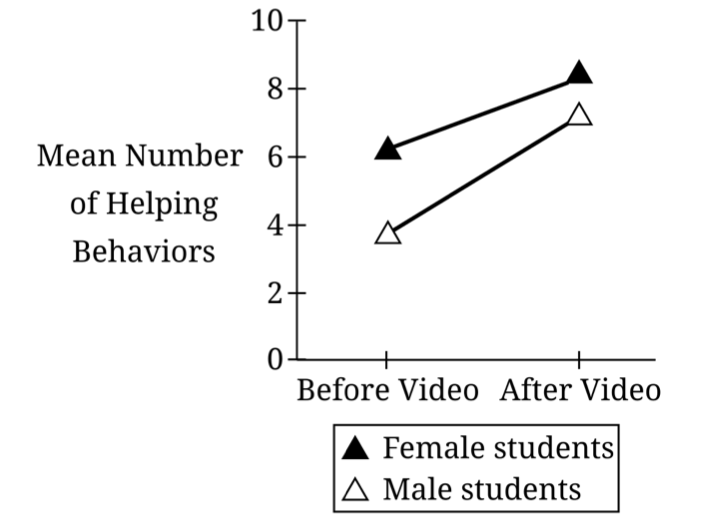 10
8
Mean Number
6
of Helping
4
Behaviors
2
0
Before Video After Video
Female students
Male students